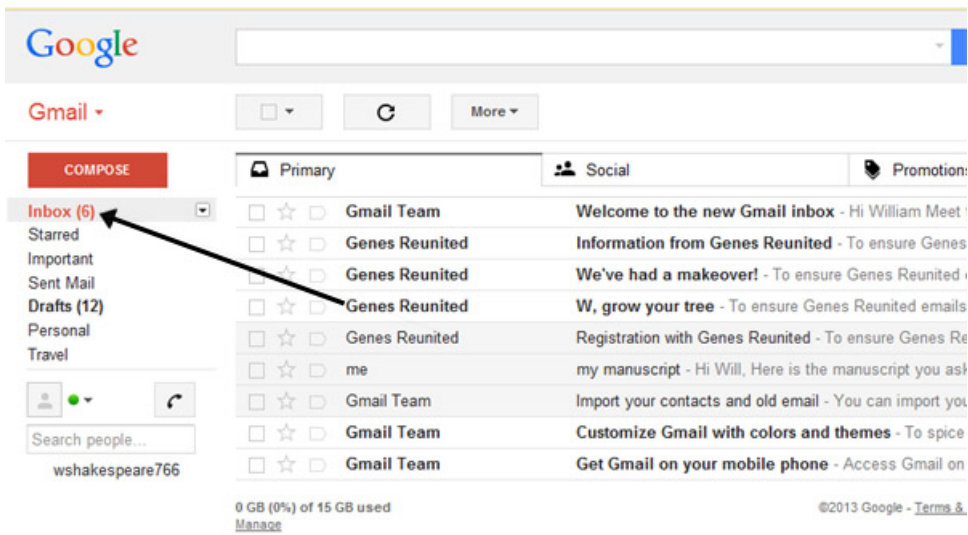 Google
Gmail
More
COMPOSE
Primary
Social
Promotions
Inbox (6)
Starred
Important
Sent Mail
Drafts (12)
Personal
Travel
Search people...
wshakespeare766
Gmail Team Welcome to the new Gmail inbox - Hi William Meet
Genes Reunited Information from Genes Reunited - To ensure Genes
Genes Reunited We've had a makeover! - To ensure Genes Reunited
Genes Reunited W, grow your tree - To ensure Genes Reunited emails
Genes Reunited Registration with Genes Reunited - To ensure Genes Re
me my manuscript - Hi Will, Here is the manuscript you ask
Gmail Team Import your contacts and old email - You can import you
Gmail Team Customize Gmail with colors and themes - To spice
Gmail Team Get Gmail on your mobile phone - Access Gmail on
0 GB (0%) of 15 GB used
Manage
©2013 Google - Terms &